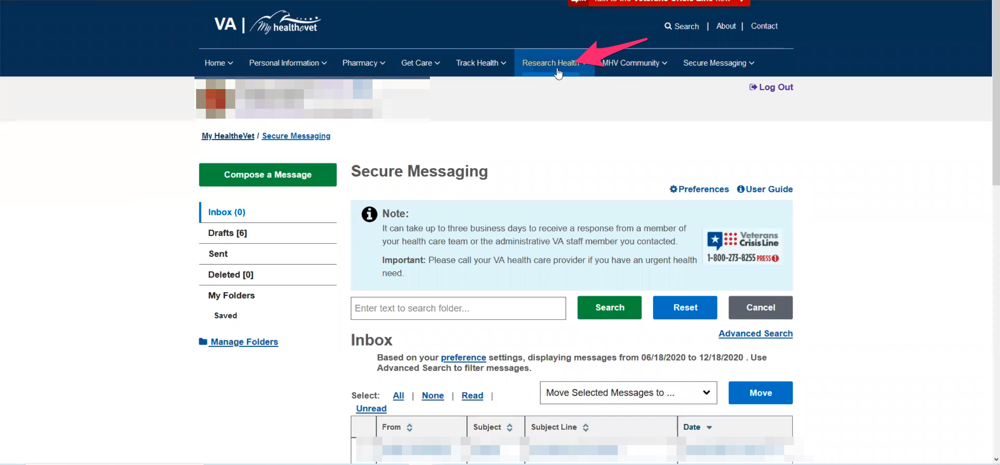 Talk to the Veterans Crisis Line now
VA | My healthevet
Search | About | Contact
Home Personal Information Pharmacy Get Care Track Health Research Health MHV Community Secure Messaging
Log Out
My HealtheVet / Secure Messaging
Compose a Message
Secure Messaging
Preferences User Guide
Inbox (0)
Drafts [6]
Sent
Deleted [0]
My Folders
Saved
Manage Folders
Note:
It can take up to three business days to receive a response from a member of
your health care team or the administrative VA staff member you contacted.
Important: Please call your VA health care provider if you have an urgent health
need.
Veterans
Crisis Line
1-800-273-8255 PRESS 1
Enter text to search folder...
Search
Reset
Cancel
Advanced Search
Inbox
Based on your preference settings, displaying messages from 06/18/2020 to 12/18/2020 . Use
Advanced Search to filter messages.
Select: All | None | Read |
Unread
Move Selected Messages to ...
Move
From Subject Subject Line Date